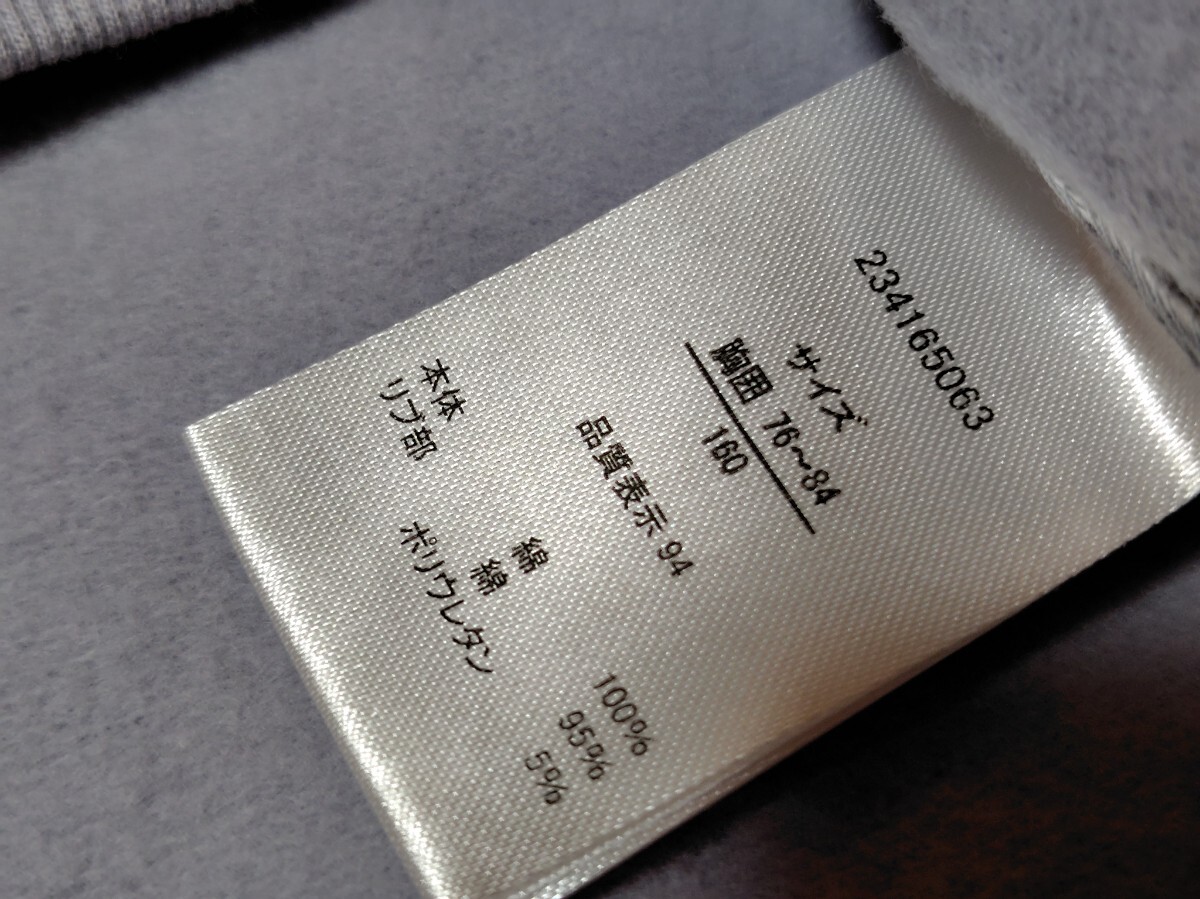 234165063
サイズ
胸囲 76~84
160
品質表示 94
本体 綿 100%
リブ部 綿 95%
ポリウレタン 5%